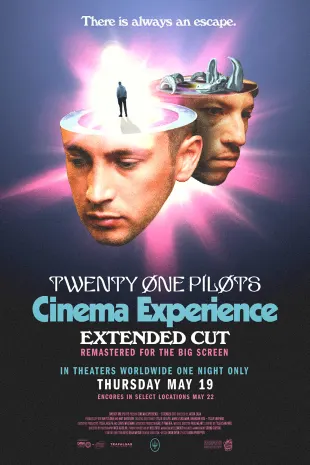 There is always an escape.
TWENTY ØNE PILØTS
Cinema Experience
EXTENDED CUT
REMASTERED FOR THE BIG SCREEN
IN THEATERS WORLDWIDE ONE NIGHT ONLY
THURSDAY MAY 19
ENCORES IN SELECT LOCATIONS MAY 22